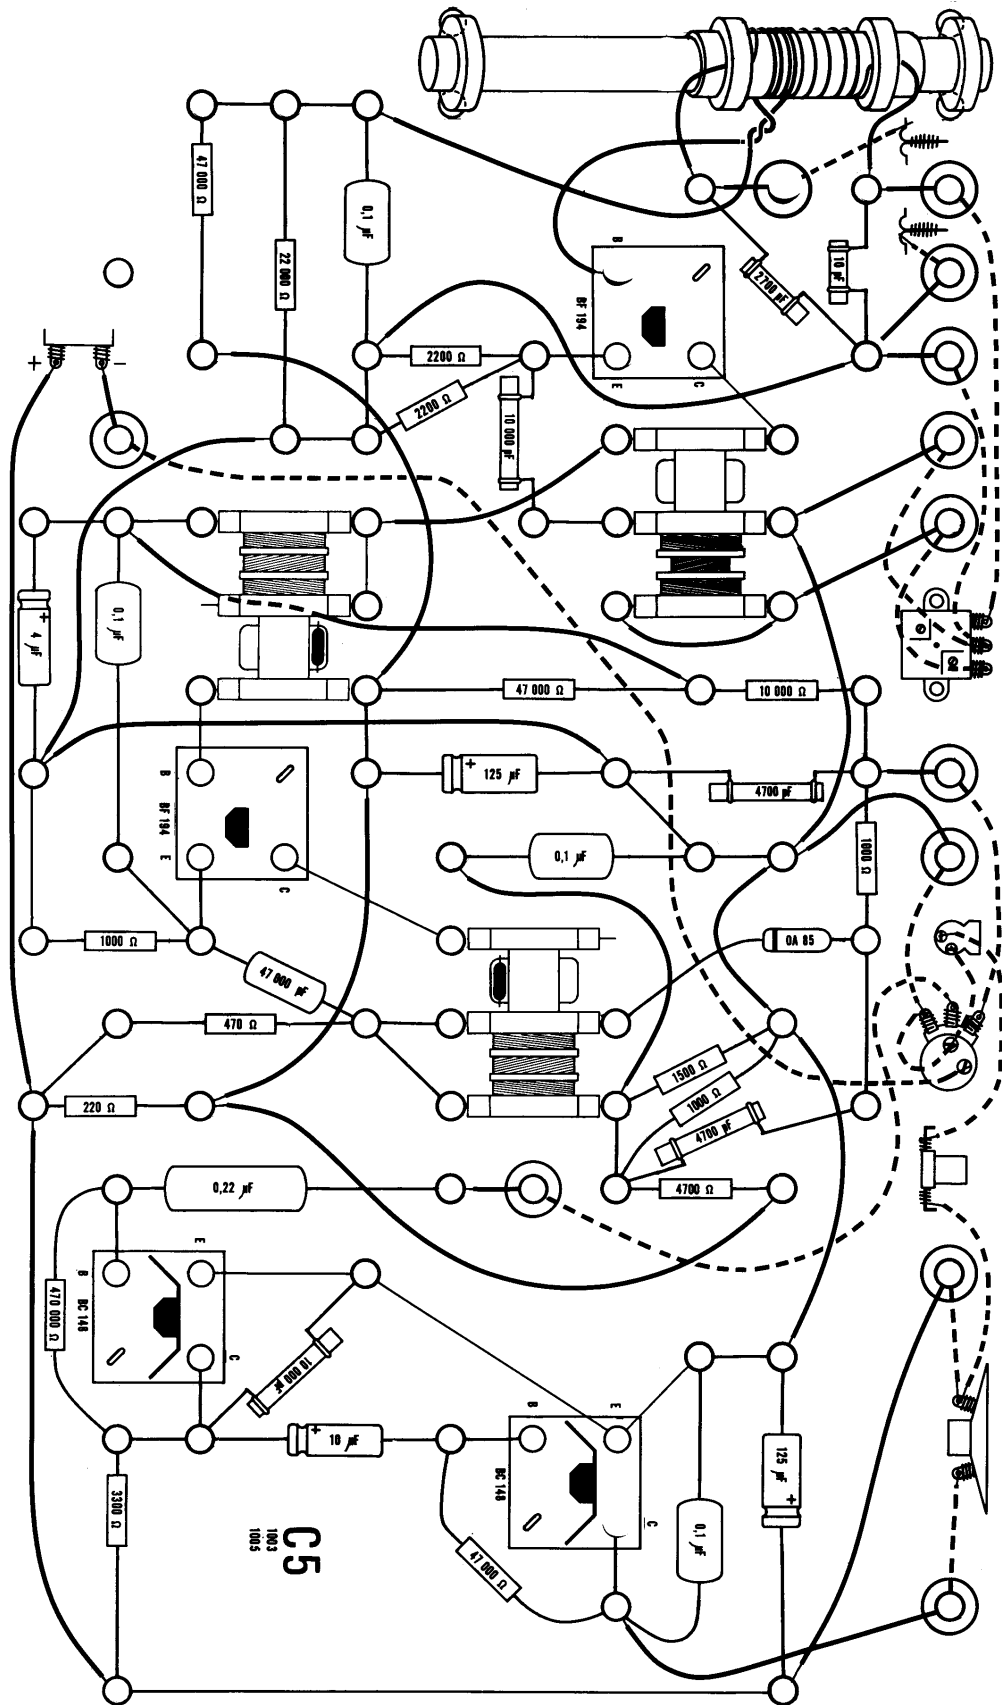 47 000 Ω
22 000 Ω
0,1 µF
B
BF 194
E
C
2700 pF
10 pF
+
−
2200 Ω
2200 Ω
10 000 pF
+
4 µF
0,1 µF
47 000 Ω
10 000 Ω
B
BF 194
E
C
+
125 µF
4700 pF
0,1 µF
1000 Ω
1000 Ω
OA 85
47 000 pF
470 Ω
1500 Ω
1000 Ω
4700 pF
220 Ω
0,22 µF
4700 Ω
E
B
BC 148
C
470 000 Ω
10 000 pF
+
10 µF
B
E
BC 148
C
125 µF
+
3300 Ω
47 000 Ω
0,1 µF
C5
1003
1005